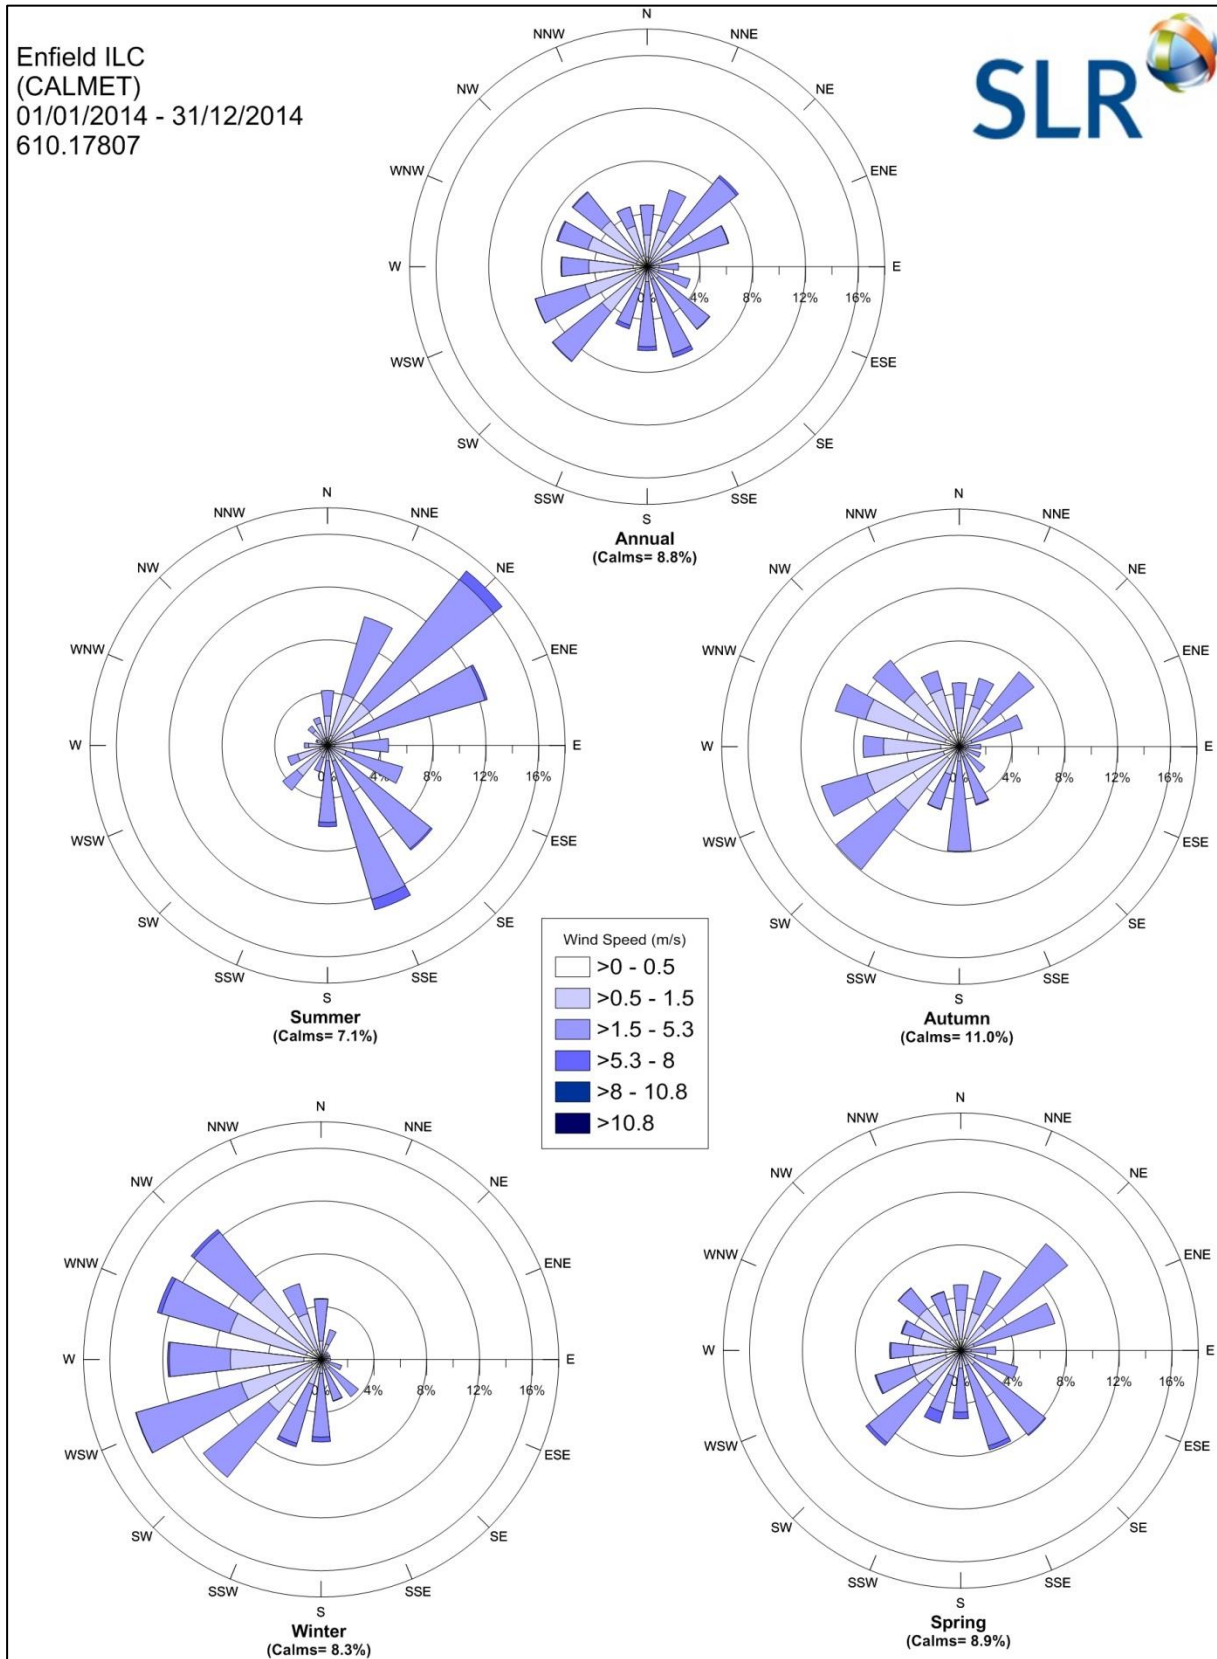 Enfield ILC
(CALMET)
01/01/2014 - 31/12/2014
610.17807
SLR
N
NNE
NE
ENE
E
ESE
SE
SSE
S
SSW
SW
WSW
W
WNW
NW
NNW
0% 4% 8% 12% 16%
Annual
(Calms= 8.8%)
N
NNE
NE
ENE
E
ESE
SE
SSE
S
SSW
SW
WSW
W
WNW
NW
NNW
0% 4% 8% 12% 16%
Summer
(Calms= 7.1%)
N
NNE
NE
ENE
E
ESE
SE
SSE
S
SSW
SW
WSW
W
WNW
NW
NNW
0% 4% 8% 12% 16%
Autumn
(Calms= 11.0%)
Wind Speed (m/s)
>0 - 0.5
>0.5 - 1.5
>1.5 - 5.3
>5.3 - 8
>8 - 10.8
>10.8
N
NNE
NE
ENE
E
ESE
SE
SSE
S
SSW
SW
WSW
W
WNW
NW
NNW
0% 4% 8% 12% 16%
Winter
(Calms= 8.3%)
N
NNE
NE
ENE
E
ESE
SE
SSE
S
SSW
SW
WSW
W
WNW
NW
NNW
0% 4% 8% 12% 16%
Spring
(Calms= 8.9%)